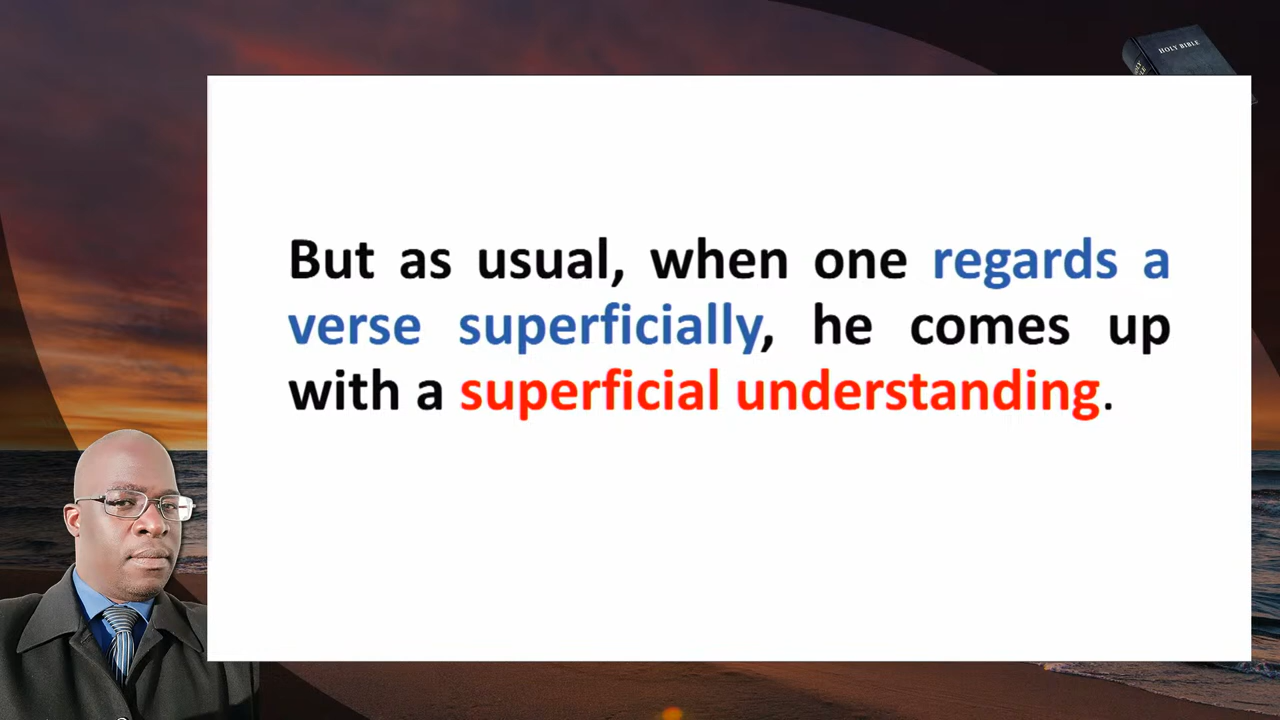 HOLY BIBLE
But as usual, when one regards a
verse superficially, he comes up
with a superficial understanding.